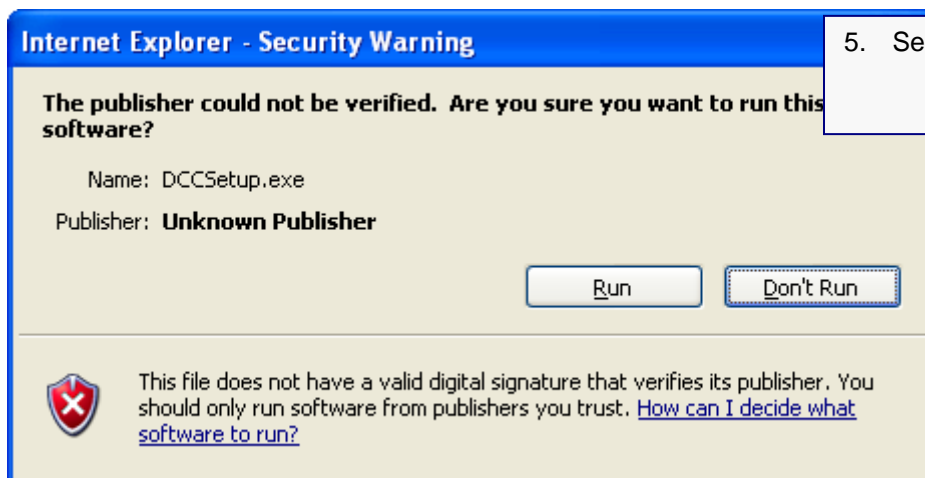 Internet Explorer - Security Warning
5. Se
The publisher could not be verified. Are you sure you want to run this
software?
Name: DCCSetup.exe
Publisher: Unknown Publisher
Run Don't Run
This file does not have a valid digital signature that verifies its publisher. You
should only run software from publishers you trust. How can I decide what
software to run?